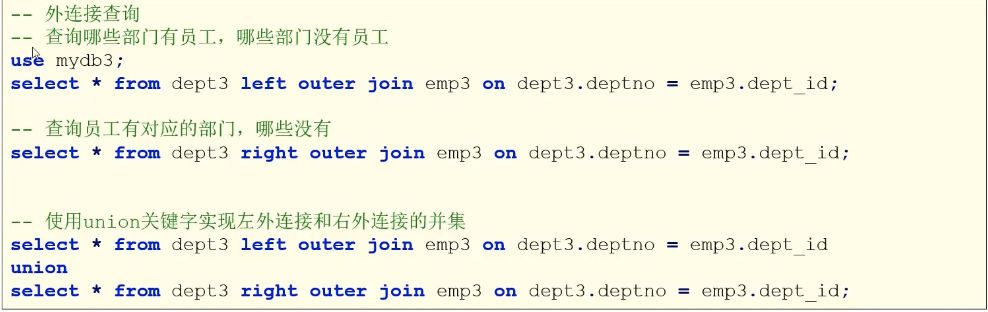 -- 外连接查询
-- 查询哪些部门有员工，哪些部门没有员工
use mydb3;
select * from dept3 left outer join emp3 on dept3.deptno = emp3.dept_id;
-- 查询员工有对应的部门，哪些没有
select * from dept3 right outer join emp3 on dept3.deptno = emp3.dept_id;
-- 使用union关键字实现左外连接和右外连接的并集
select * from dept3 left outer join emp3 on dept3.deptno = emp3.dept_id
union
select * from dept3 right outer join emp3 on dept3.deptno = emp3.dept_id;